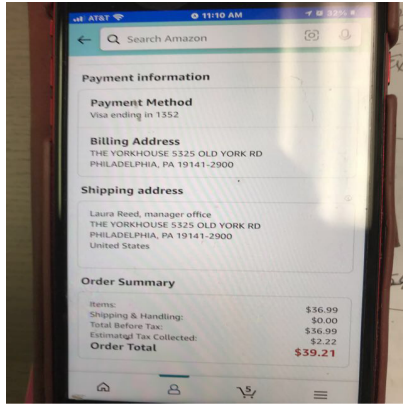 AT&T 11:10 AM 32%
Search Amazon
Payment information
Payment Method
Visa ending in 1352
Billing Address
THE YORKHOUSE 5325 OLD YORK RD
PHILADELPHIA, PA 19141-2900
Shipping address
Laura Reed, manager office
THE YORKHOUSE 5325 OLD YORK RD
PHILADELPHIA, PA 19141-2900
United States
Order Summary
Items: $36.99
Shipping & Handling: $0.00
Total Before Tax: $36.99
Estimated Tax Collected: $2.22
Order Total $39.21
5